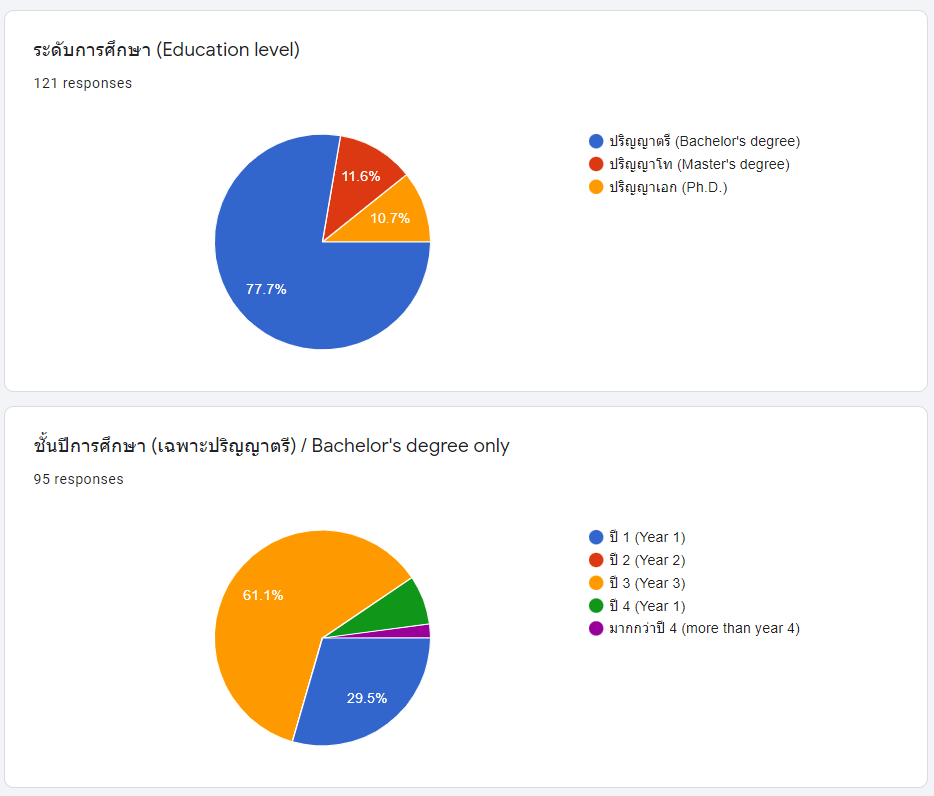 ระดับการศึกษา (Education level)
121 responses
ปริญญาตรี (Bachelor's degree)
ปริญญาโท (Master's degree)
ปริญญาเอก (Ph.D.)
11.6%
10.7%
77.7%
ชั้นปีการศึกษา (เฉพาะปริญญาตรี) / Bachelor's degree only
95 responses
ปี 1 (Year 1)
ปี 2 (Year 2)
ปี 3 (Year 3)
ปี 4 (Year 1)
มากกว่าปี 4 (more than year 4)
61.1%
29.5%